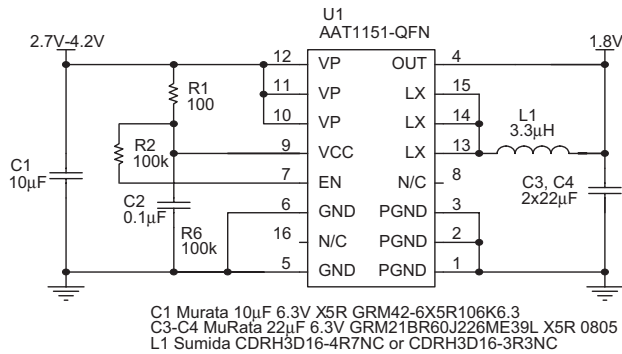 U1
AAT1151-QFN
2.7V-4.2V
1.8V
12 VP OUT 4
11 VP LX 15
10 VP LX 14
9 VCC LX 13
7 EN N/C 8
6 GND PGND 3
16 N/C PGND 2
5 GND PGND 1
R1
100
R2
100k
C1
10µF
C2
0.1µF
R6
100k
L1
3.3µH
C3, C4
2x22µF
C1 Murata 10µF 6.3V X5R GRM42-6X5R106K6.3
C3-C4 MuRata 22µF 6.3V GRM21BR60J226ME39L X5R 0805
L1 Sumida CDRH3D16-4R7NC or CDRH3D16-3R3NC